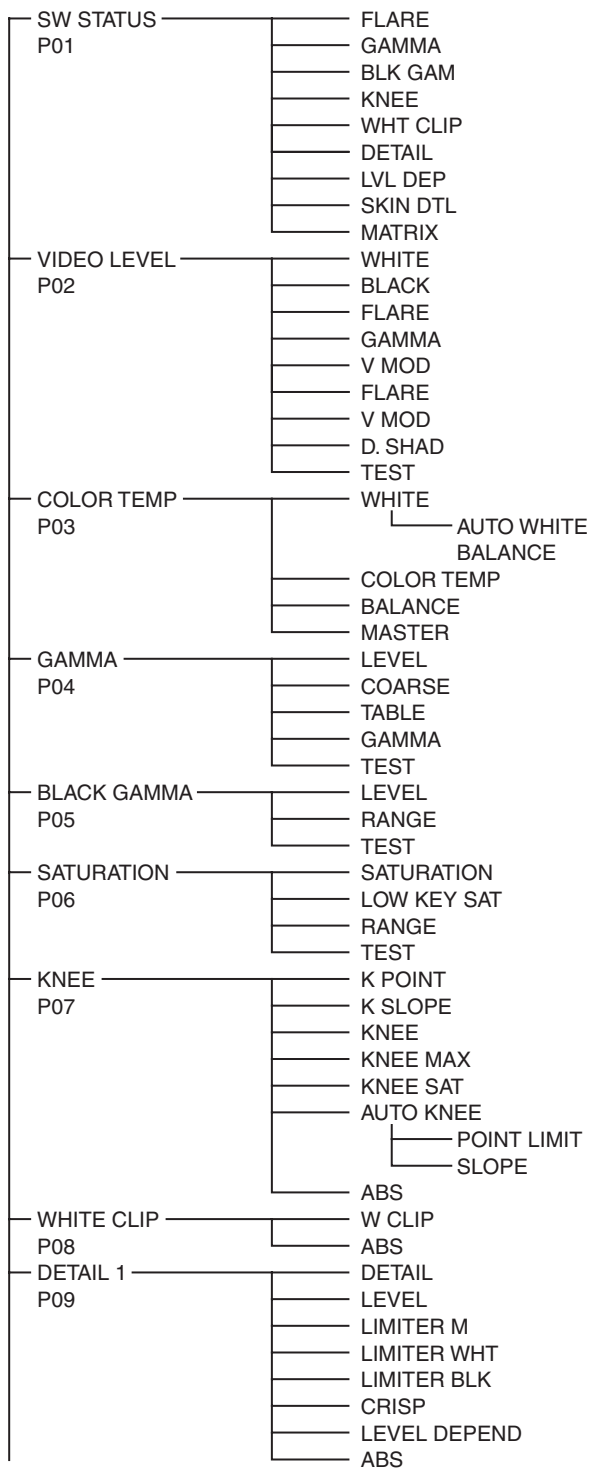 SW STATUS FLARE
P01 GAMMA
BLK GAM
KNEE
WHT CLIP
DETAIL
LVL DEP
SKIN DTL
MATRIX
VIDEO LEVEL WHITE
P02 BLACK
FLARE
GAMMA
V MOD
FLARE
V MOD
D. SHAD
TEST
COLOR TEMP WHITE
P03 AUTO WHITE
BALANCE
COLOR TEMP
BALANCE
MASTER
GAMMA LEVEL
P04 COARSE
TABLE
GAMMA
TEST
BLACK GAMMA LEVEL
P05 RANGE
TEST
SATURATION SATURATION
P06 LOW KEY SAT
RANGE
TEST
KNEE K POINT
P07 K SLOPE
KNEE
KNEE MAX
KNEE SAT
AUTO KNEE
POINT LIMIT
SLOPE
ABS
WHITE CLIP W CLIP
P08 ABS
DETAIL 1 DETAIL
P09 LEVEL
LIMITER M
LIMITER WHT
LIMITER BLK
CRISP
LEVEL DEPEND
ABS